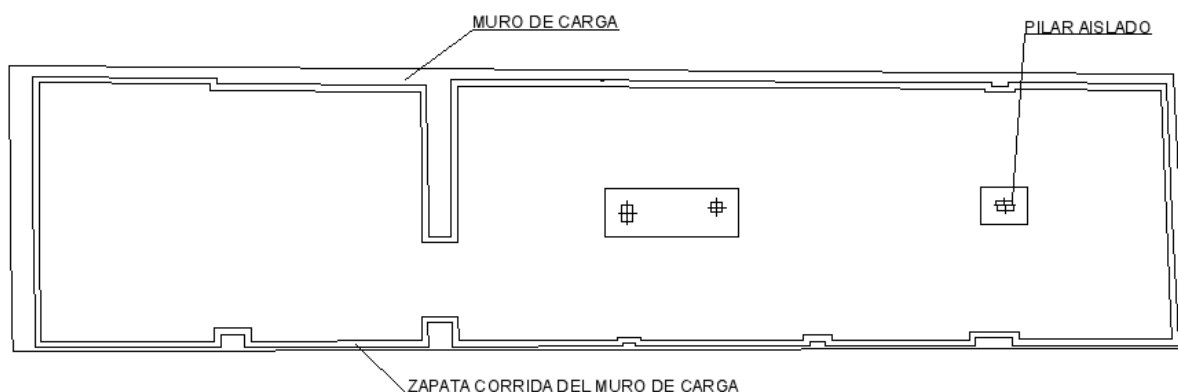 MURO DE CARGA
PILAR AISLADO
ZAPATA CORRIDA DEL MURO DE CARGA